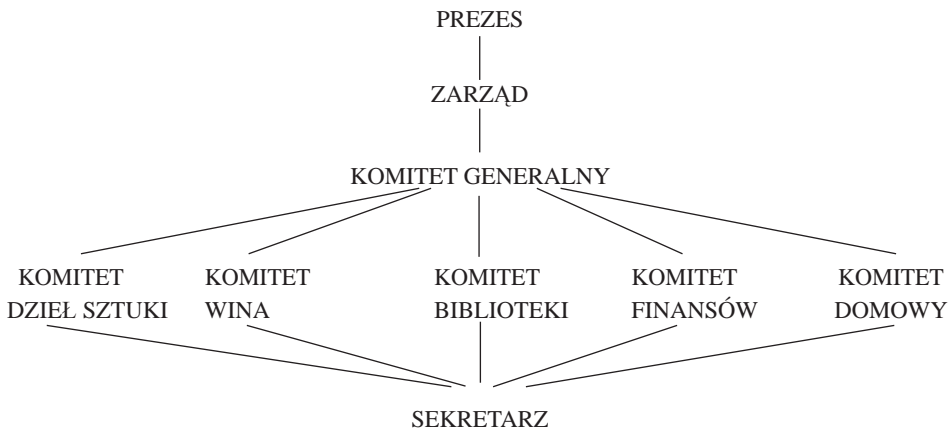 PREZES
ZARZĄD
KOMITET GENERALNY
KOMITET
DZIEŁ SZTUKI
KOMITET
WINA
KOMITET
BIBLIOTEKI
KOMITET
FINANSÓW
KOMITET
DOMOWY
SEKRETARZ